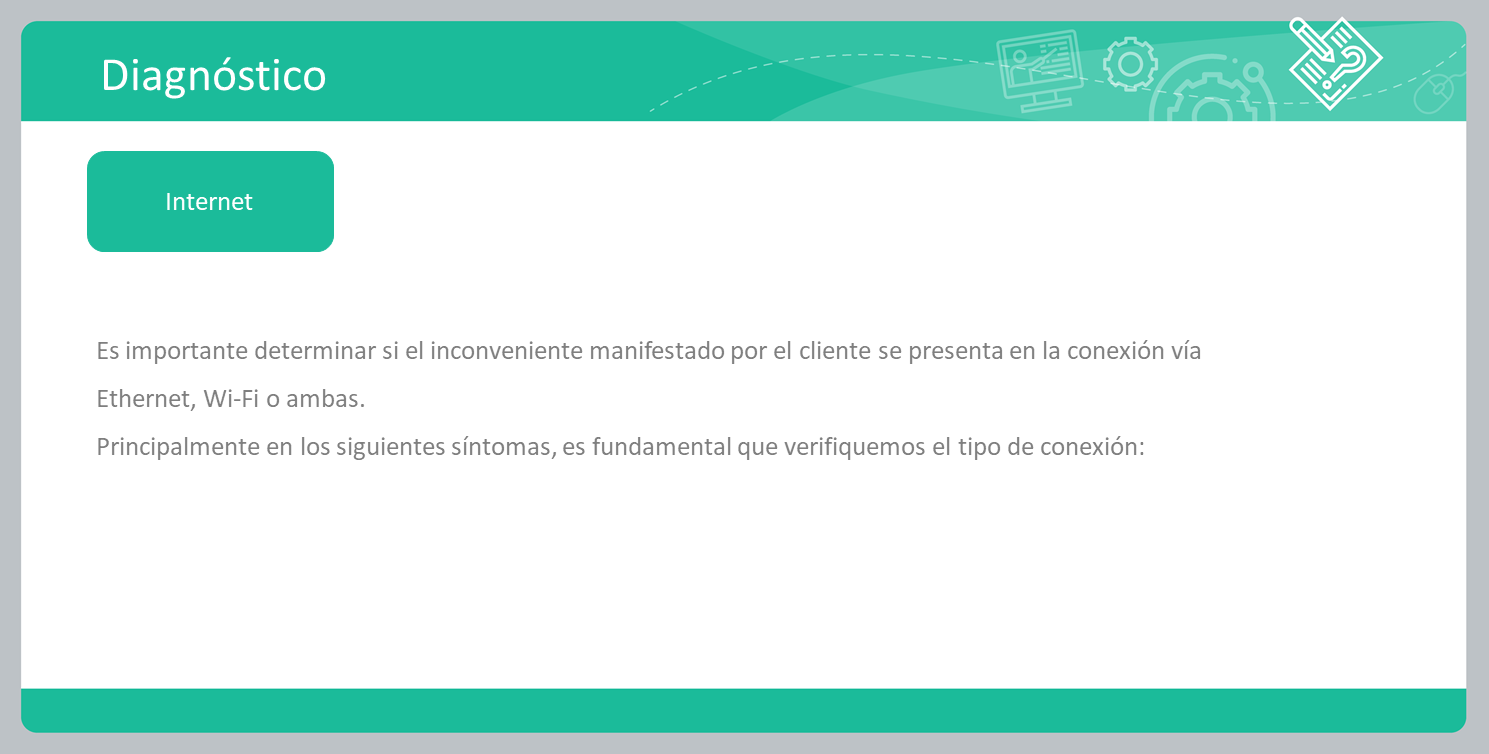 Diagnóstico
Internet
Es importante determinar si el inconveniente manifestado por el cliente se presenta en la conexión vía
Ethernet, Wi-Fi o ambas.
Principalmente en los siguientes síntomas, es fundamental que verifiquemos el tipo de conexión: